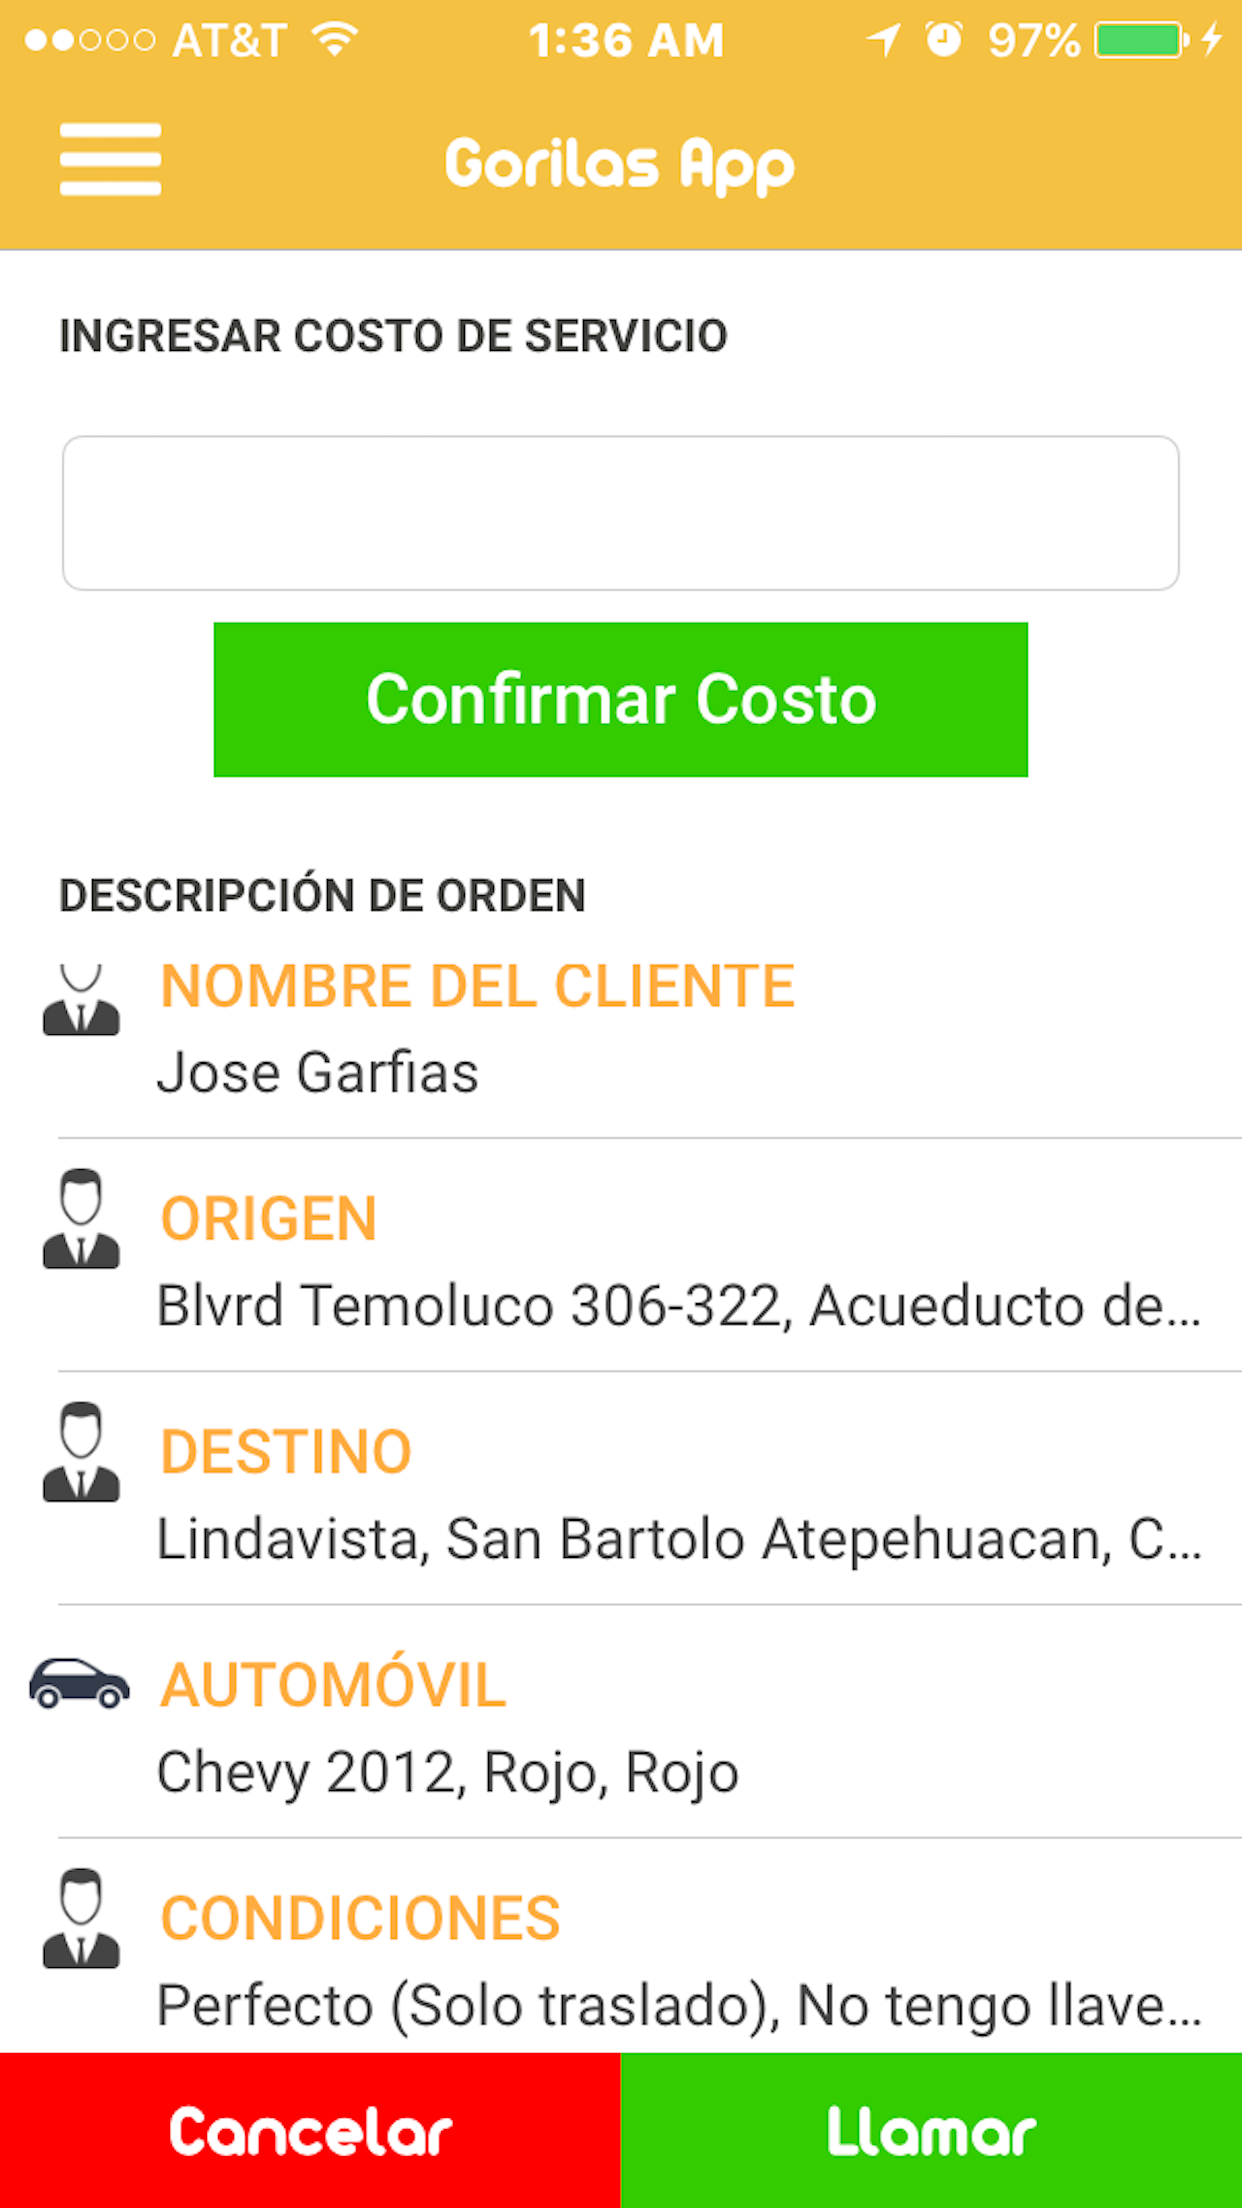 AT&T 1:36 AM 97%
Gorilas App
INGRESAR COSTO DE SERVICIO
Confirmar Costo
DESCRIPCIÓN DE ORDEN
NOMBRE DEL CLIENTE
Jose Garfias
ORIGEN
Blvrd Temoluco 306-322, Acueducto de...
DESTINO
Lindavista, San Bartolo Atepehuacan, C...
AUTOMÓVIL
Chevy 2012, Rojo, Rojo
CONDICIONES
Perfecto (Solo traslado), No tengo llave...
Cancelar Llamar